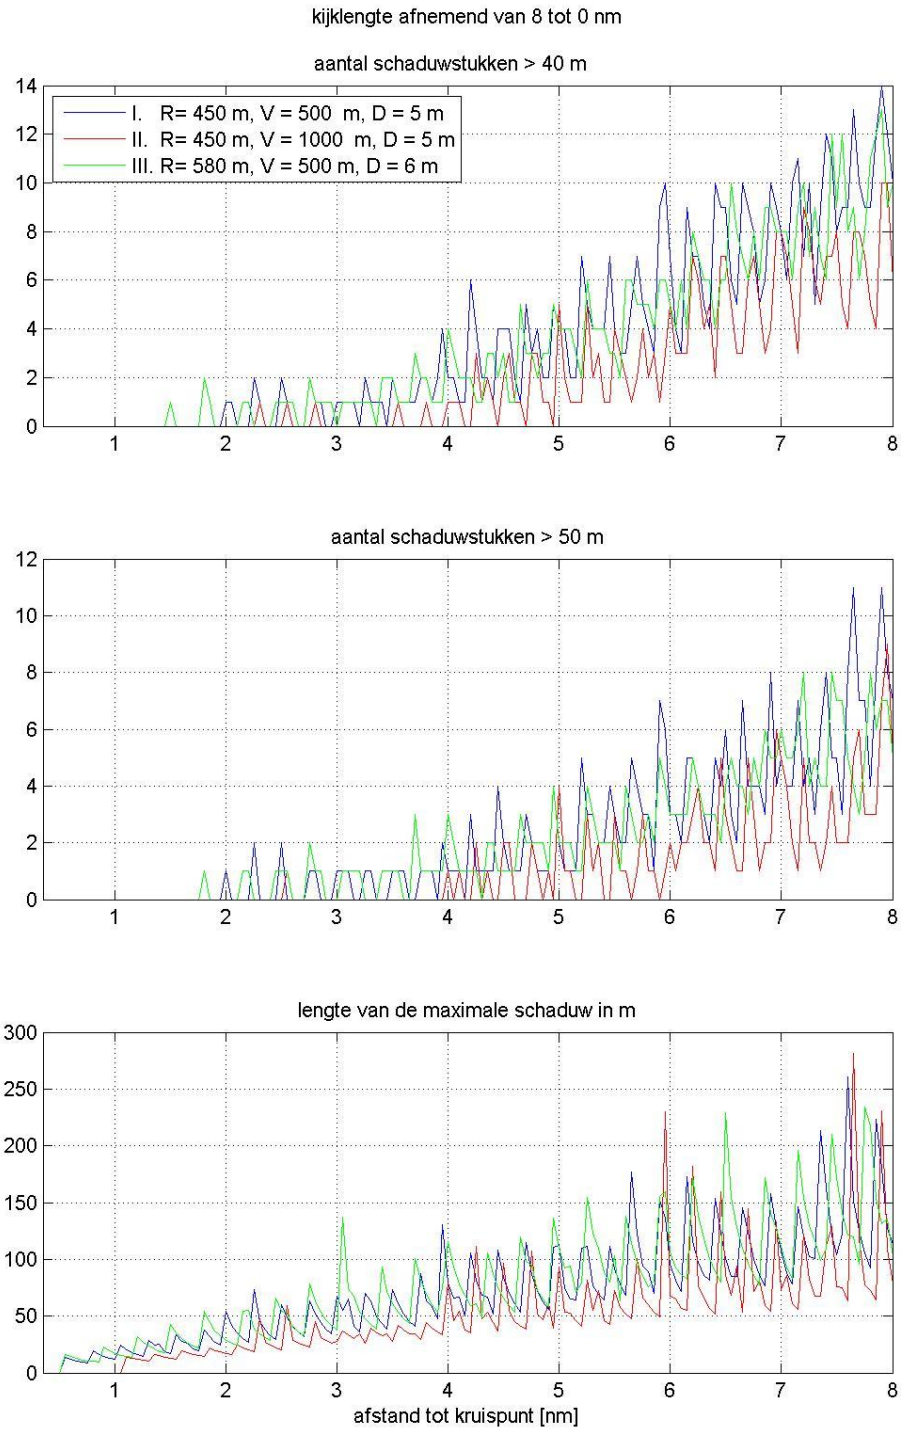 kijklengte afnemend van 8 tot 0 nm
aantal schaduwstukken > 40 m
14
12
10
8
6
4
2
0
I. R= 450 m, V = 500 m, D = 5 m
II. R= 450 m, V = 1000 m, D = 5 m
III. R= 580 m, V = 500 m, D = 6 m
1 2 3 4 5 6 7 8
aantal schaduwstukken > 50 m
12
10
8
6
4
2
0
1 2 3 4 5 6 7 8
lengte van de maximale schaduw in m
300
250
200
150
100
50
0
1 2 3 4 5 6 7 8
afstand tot kruispunt [nm]